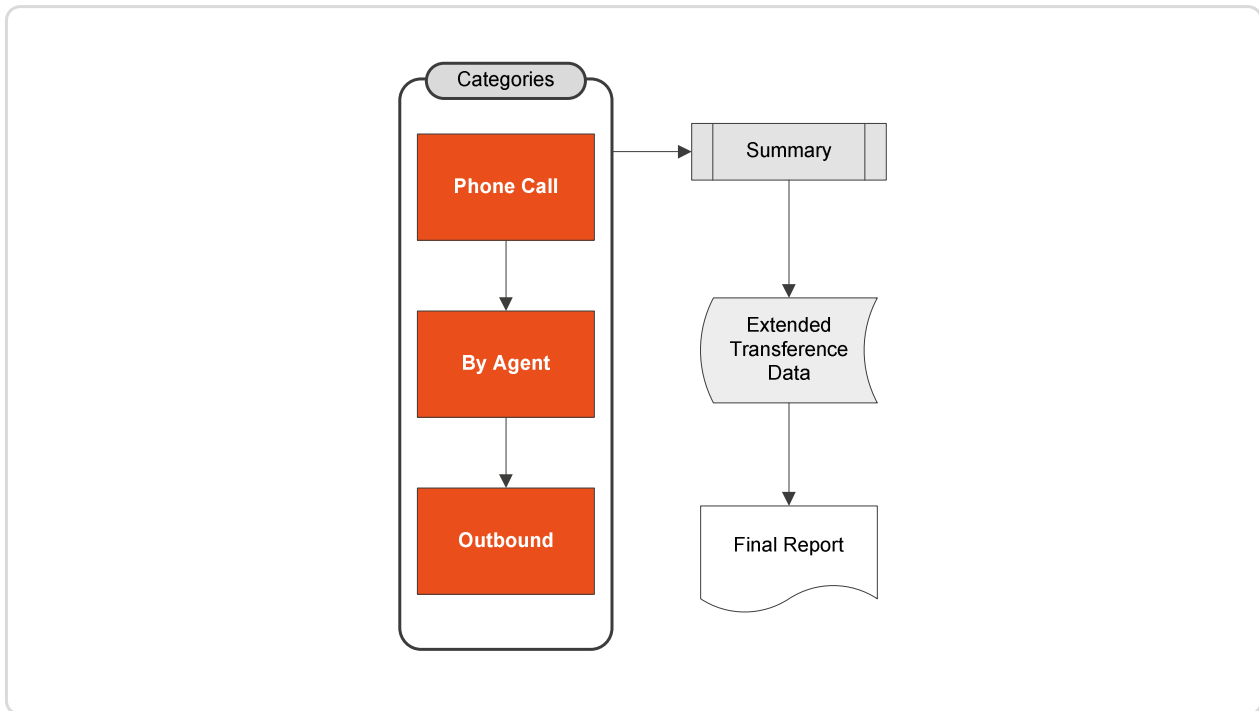 Categories
Phone Call
By Agent
Outbound
Summary
Extended
Transference
Data
Final Report